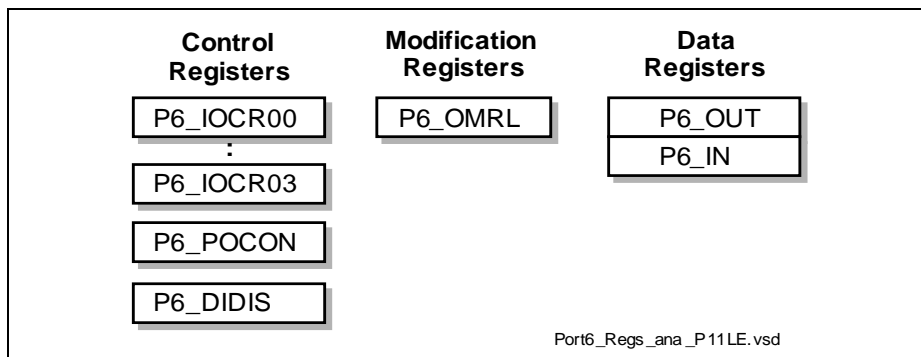 Control
Registers
P6_IOCR00
:
P6_IOCR03
P6_POCON
P6_DIDIS
Modification
Registers
P6_OMRL
Data
Registers
P6_OUT
P6_IN
Port6_Regs_ana_P11LE.vsd